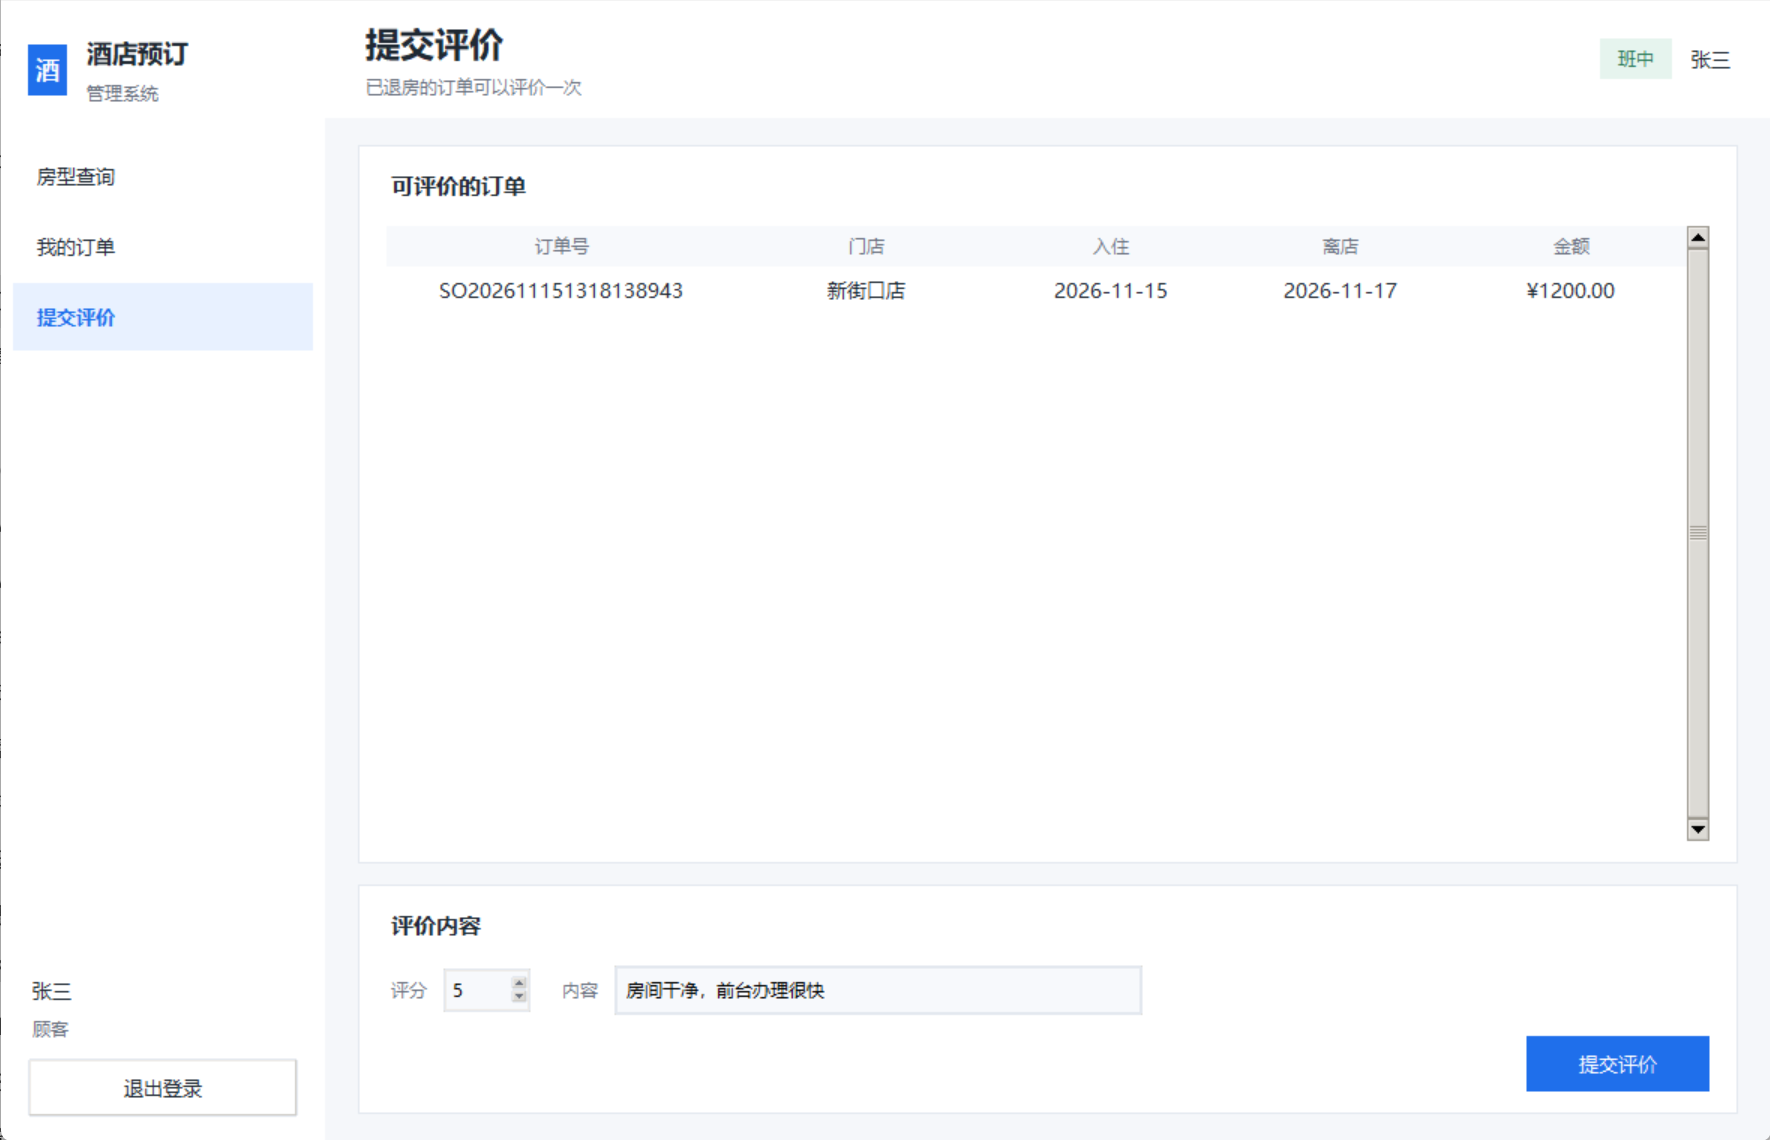 酒
酒店预订
管理系统
提交评价
已退房的订单可以评价一次
班中
张三
房型查询
我的订单
提交评价
可评价的订单
订单号 门店 入住 离店 金额
SO202611151318138943 新街口店 2026-11-15 2026-11-17 ¥1200.00
评价内容
评分 5 内容 房间干净，前台办理很快
提交评价
张三
顾客
退出登录